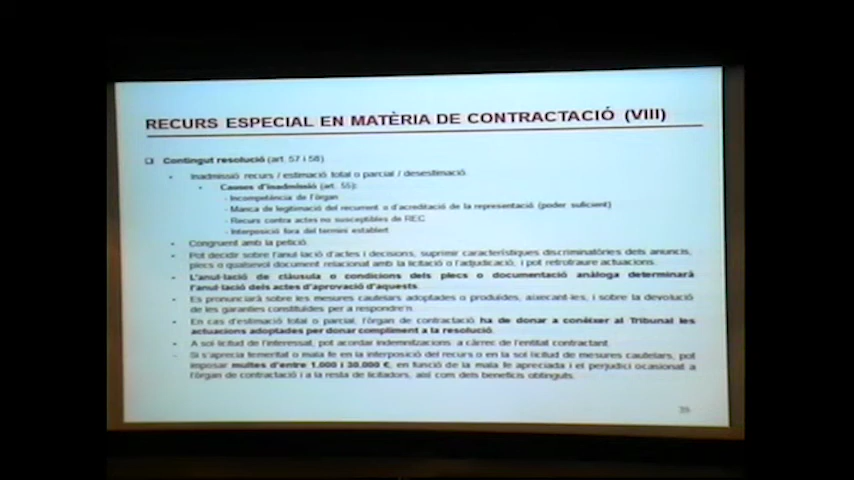 RECURS ESPECIAL EN MATÈRIA DE CONTRACTACIÓ (VIII)
Contingut resolució (art. 57 i 58)
Inadmissió recurs / estimació total o parcial / desestimació
Causes d'inadmissió (art. 55):
- Incompetència de l'òrgan
- Manca de legitimació del recurrent o d'acreditació de la representació (poder suficient)
- Recurs contra actes no susceptibles de REC
- Interposició fora del termini establert
Congruent amb la petició.
Pot decidir sobre l'anul·lació d'actes i decisions, suprimir característiques discriminatòries dels anuncis,
plecs o qualsevol document relacionat amb la licitació o l'adjudicació, i pot retrotraure actuacions.
L'anul·lació de clàusula o condicions dels plecs o documentació anàloga determinarà
l'anul·lació dels actes d'aprovació d'aquests.
Es pronunciarà sobre les mesures cautelars adoptades o produïdes, aixecant-les, i sobre la devolució
de les garanties constituïdes per a respondre'n.
En cas d'estimació total o parcial, l'òrgan de contractació ha de donar a conèixer al Tribunal les
actuacions adoptades per donar compliment a la resolució.
A sol·licitud de l'interessat, pot acordar indemnitzacions a càrrec de l'entitat contractant.
Si s'aprecia temeritat o mala fe en la interposició del recurs o en la sol·licitud de mesures cautelars, pot
imposar multes d'entre 1.000 i 30.000 €, en funció de la mala fe apreciada i el perjudici ocasionat a
l'òrgan de contractació i a la resta de licitadors, així com dels beneficis obtinguts.